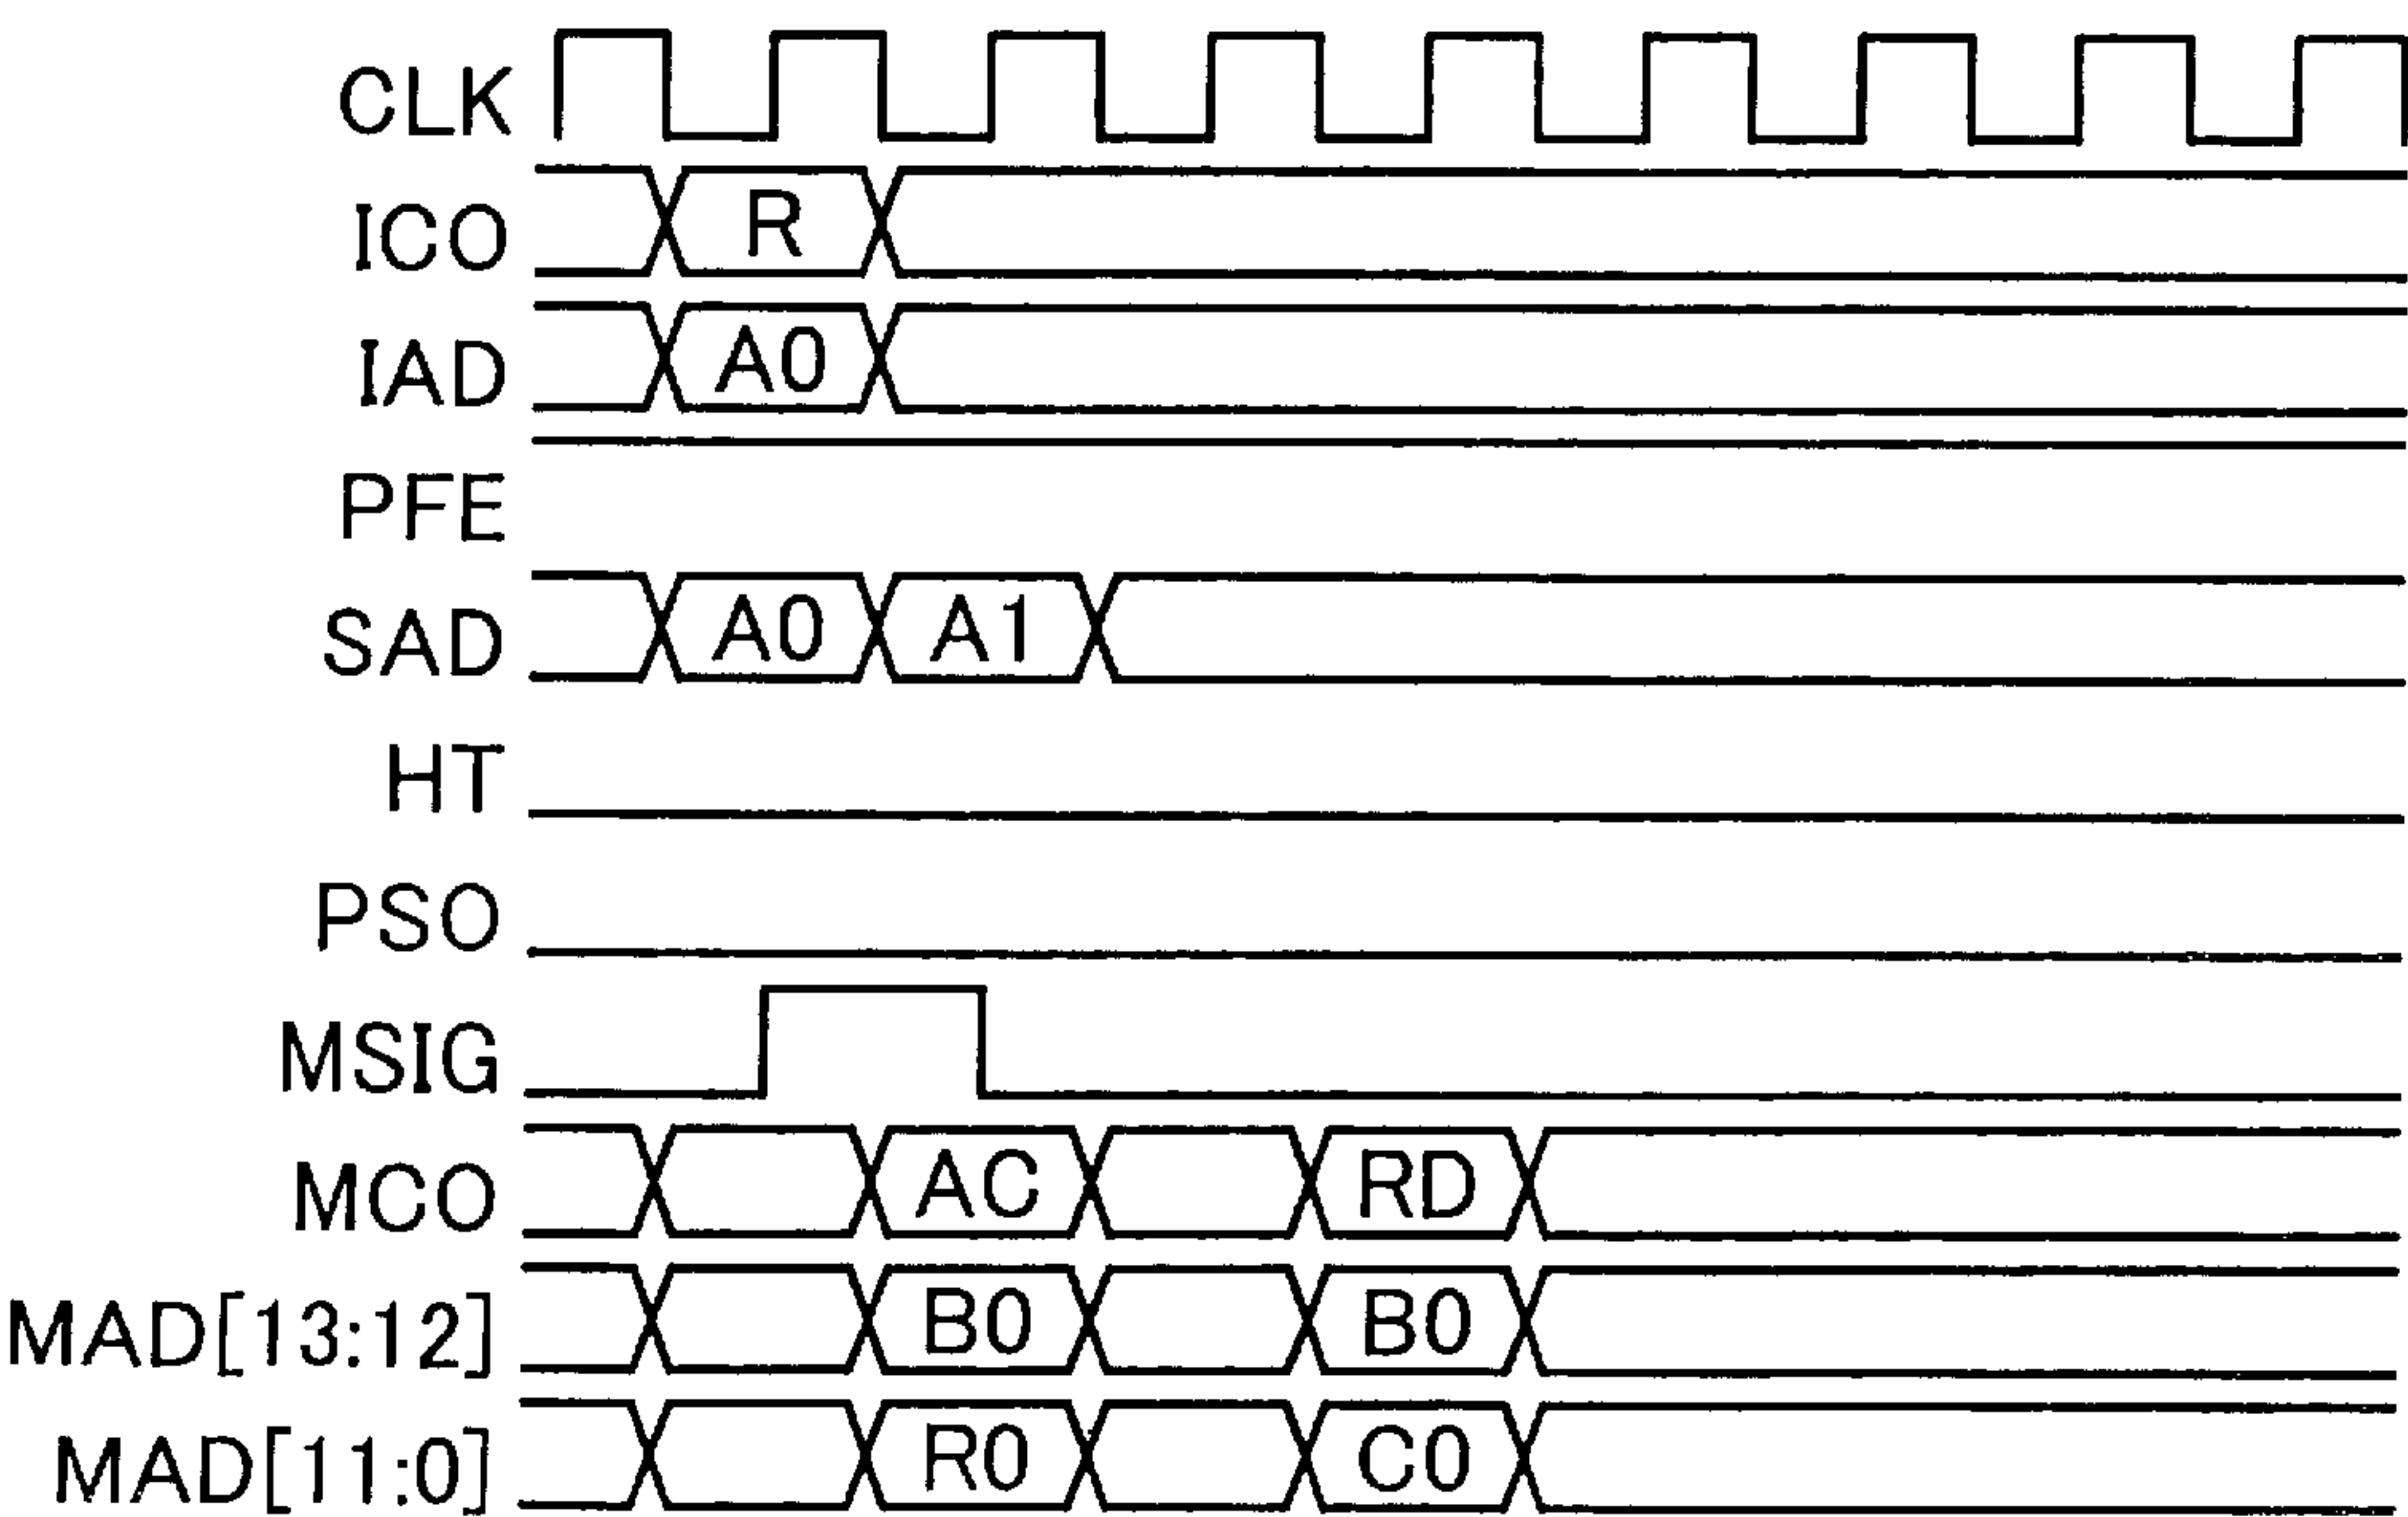 CLK
ICO R
IAD A0
PFE
SAD A0 A1
HT
PSO
MSIG
MCO AC RD
MAD[13:12] B0 B0
MAD[11:0] R0 C0